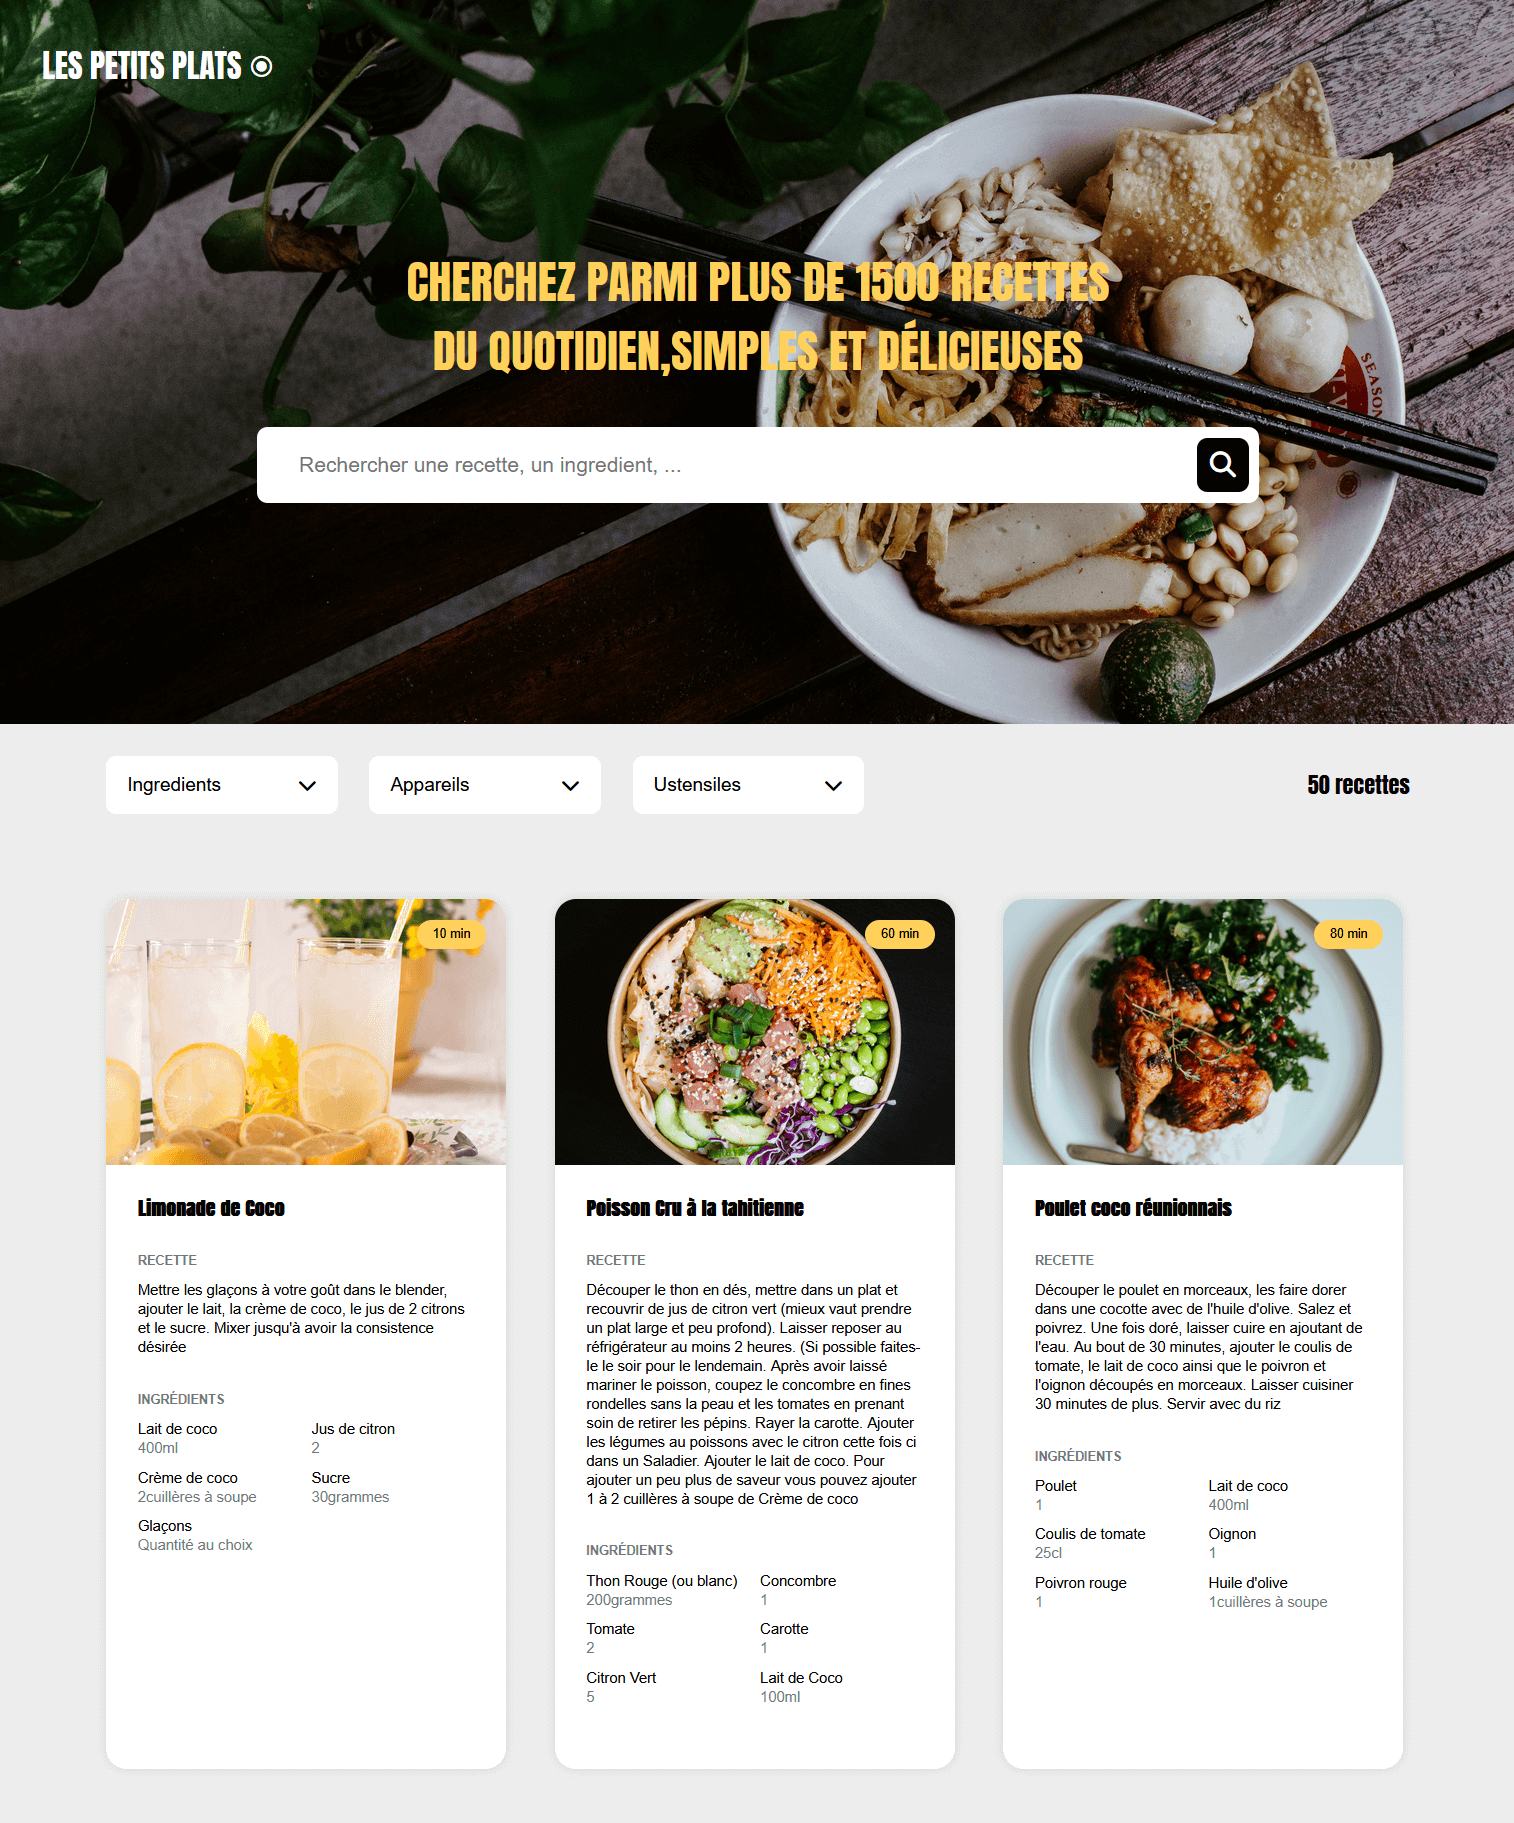 LES PETITS PLATS
CHERCHEZ PARMI PLUS DE 1500 RECETTES
DU QUOTIDIEN,SIMPLES ET DÉLICIEUSES
SEASON
Rechercher une recette, un ingredient, ...
Ingredients
Appareils
Ustensiles
50 recettes
10 min
Limonade de Coco
RECETTE
Mettre les glaçons à votre goût dans le blender,
ajouter le lait, la crème de coco, le jus de 2 citrons
et le sucre. Mixer jusqu'à avoir la consistence
désirée
INGRÉDIENTS
Lait de coco
400ml
Jus de citron
2
Crème de coco
2cuillères à soupe
Sucre
30grammes
Glaçons
Quantité au choix
60 min
Poisson Cru à la tahitienne
RECETTE
Découper le thon en dés, mettre dans un plat et
recouvrir de jus de citron vert (mieux vaut prendre
un plat large et peu profond). Laisser reposer au
réfrigérateur au moins 2 heures. (Si possible faites-
le le soir pour le lendemain. Après avoir laissé
mariner le poisson, coupez le concombre en fines
rondelles sans la peau et les tomates en prenant
soin de retirer les pépins. Rayer la carotte. Ajouter
les légumes au poissons avec le citron cette fois ci
dans un Saladier. Ajouter le lait de coco. Pour
ajouter un peu plus de saveur vous pouvez ajouter
1 à 2 cuillères à soupe de Crème de coco
INGRÉDIENTS
Thon Rouge (ou blanc)
200grammes
Concombre
1
Tomate
2
Carotte
1
Citron Vert
5
Lait de Coco
100ml
80 min
Poulet coco réunionnais
RECETTE
Découper le poulet en morceaux, les faire dorer
dans une cocotte avec de l'huile d'olive. Salez et
poivrez. Une fois doré, laisser cuire en ajoutant de
l'eau. Au bout de 30 minutes, ajouter le coulis de
tomate, le lait de coco ainsi que le poivron et
l'oignon découpés en morceaux. Laisser cuisiner
30 minutes de plus. Servir avec du riz
INGRÉDIENTS
Poulet
1
Lait de coco
400ml
Coulis de tomate
25cl
Oignon
1
Poivron rouge
1
Huile d'olive
1cuillères à soupe